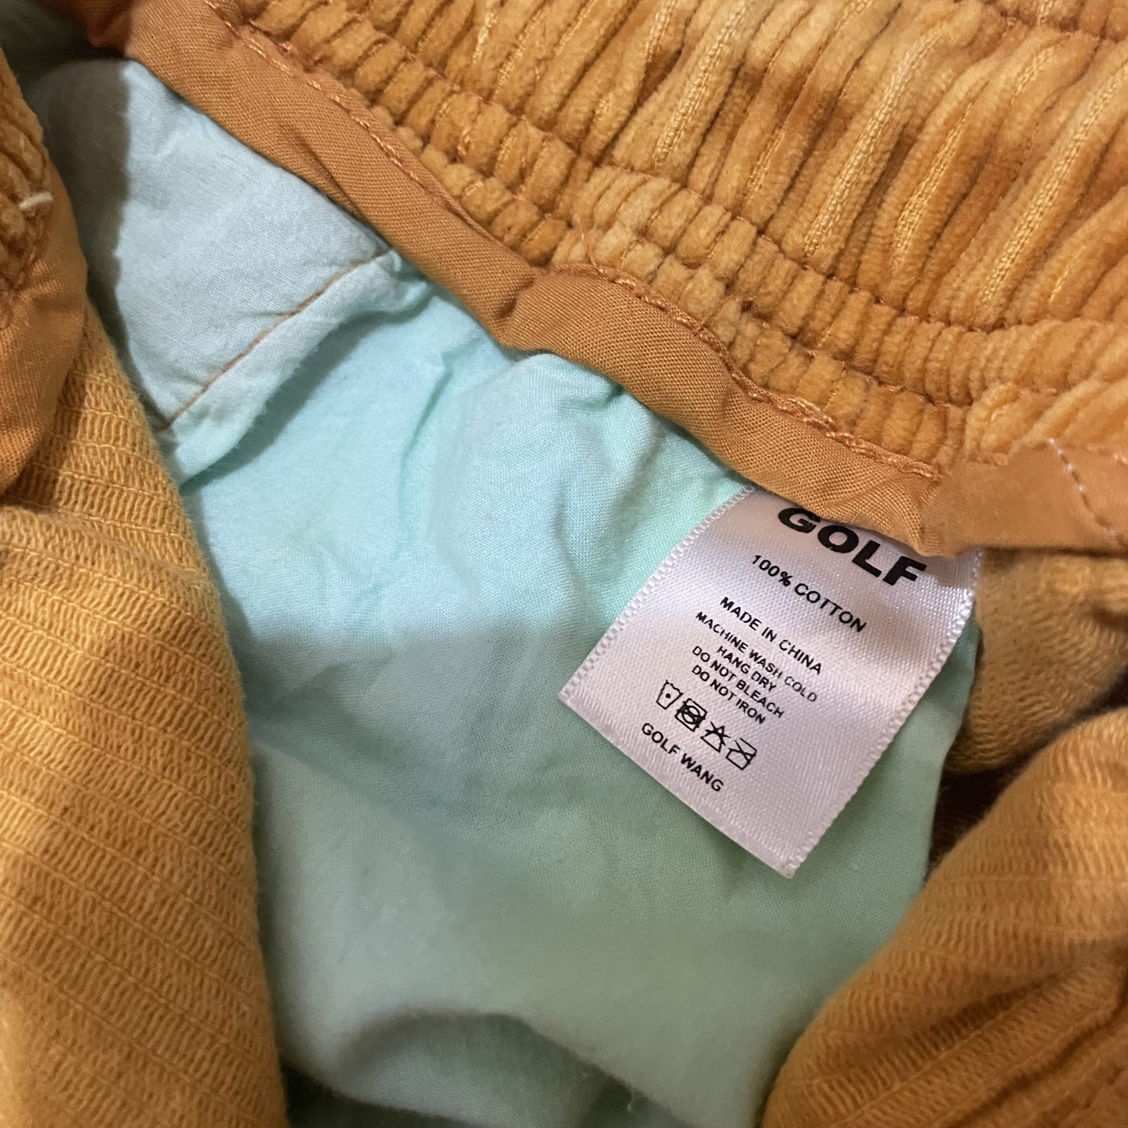 GOLF
100% COTTON
MADE IN CHINA
MACHINE WASH COLD
HANG DRY
DO NOT BLEACH
DO NOT IRON
GOLF WANG